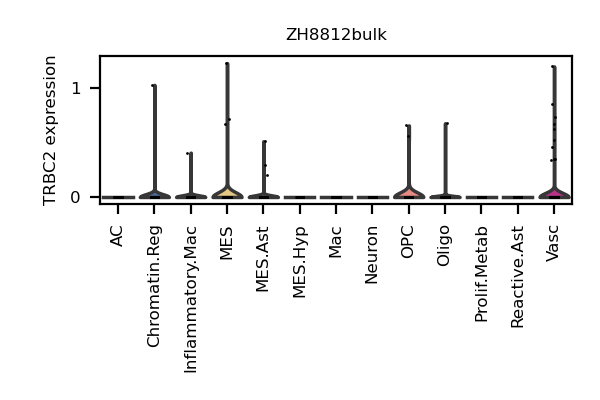 ZH8812bulk
TRBC2 expression
1
0
AC
Chromatin.Reg
Inflammatory.Mac
MES
MES.Ast
MES.Hyp
Mac
Neuron
OPC
Oligo
Prolif.Metab
Reactive.Ast
Vasc